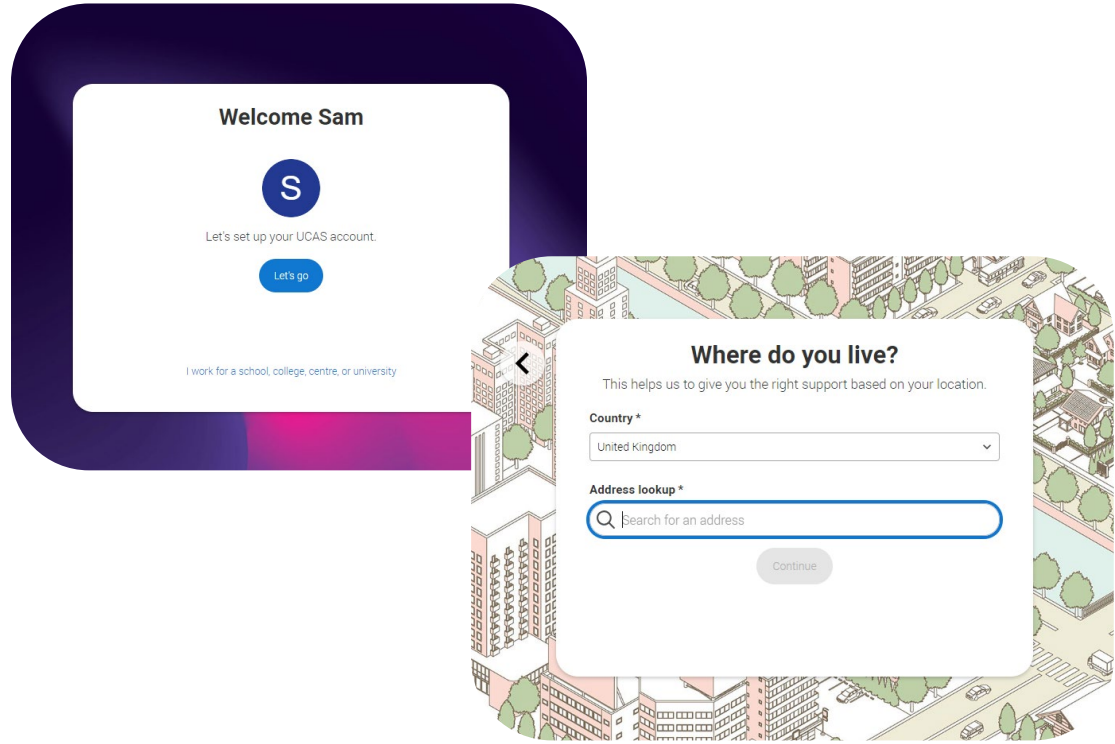 Welcome Sam
S
Let's set up your UCAS account.
Let's go
I work for a school, college, centre, or university
Where do you live?
This helps us to give you the right support based on your location.
Country *
United Kingdom
Address lookup *
Search for an address
Continue